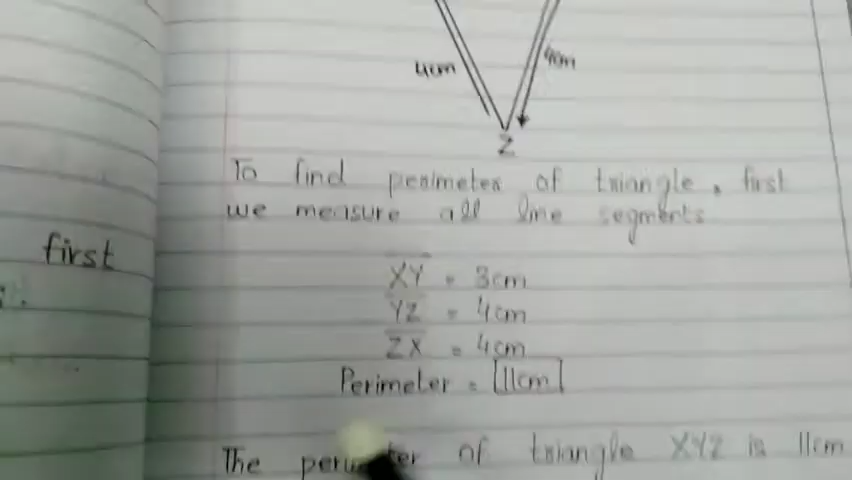 4cm
4cm
Z
To find perimeter of triangle, first
we measure all line segments
first
XY = 3cm
YZ = 4cm
ZX = 4cm
Perimeter = 11cm
The perimeter of triangle XYZ is 11cm